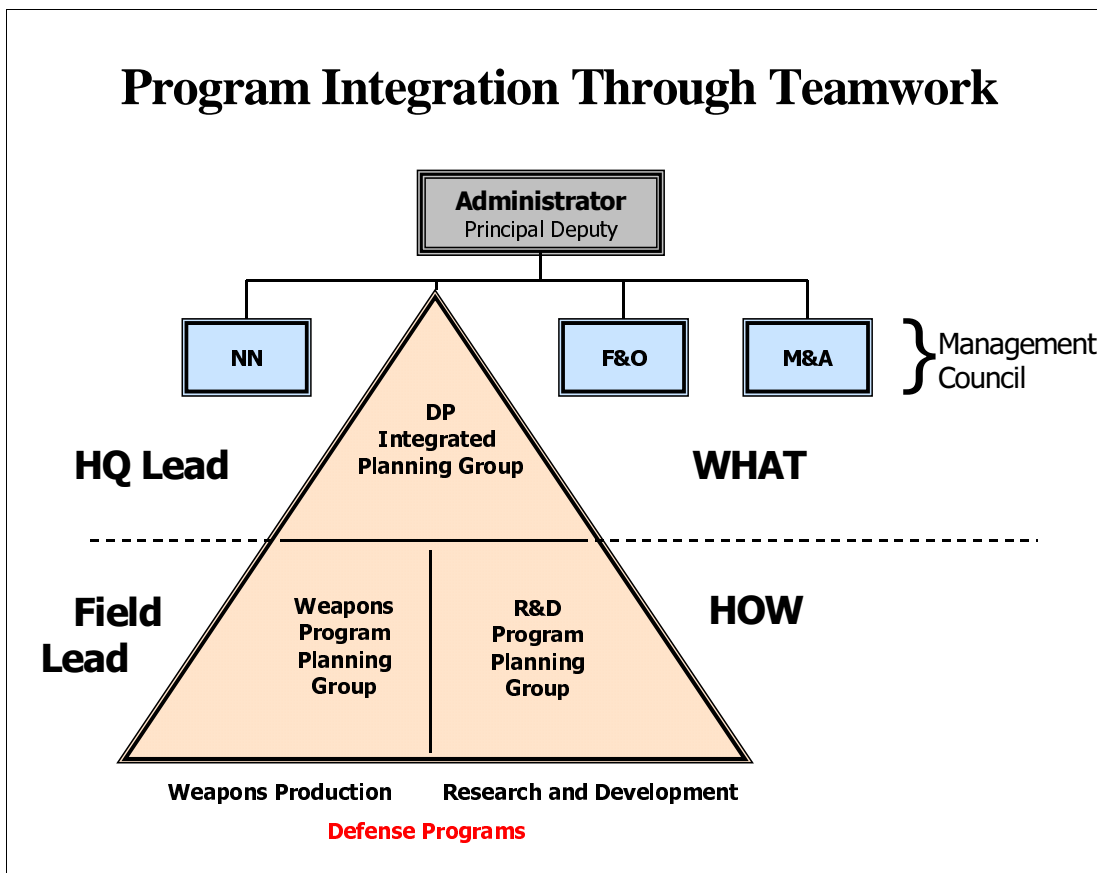 Program Integration Through Teamwork
Administrator
Principal Deputy
NN
F&O
M&A
}
Management
Council
DP
Integrated
Planning Group
HQ Lead
WHAT
Field
Lead
Weapons
Program
Planning
Group
R&D
Program
Planning
Group
HOW
Weapons Production
Research and Development
Defense Programs